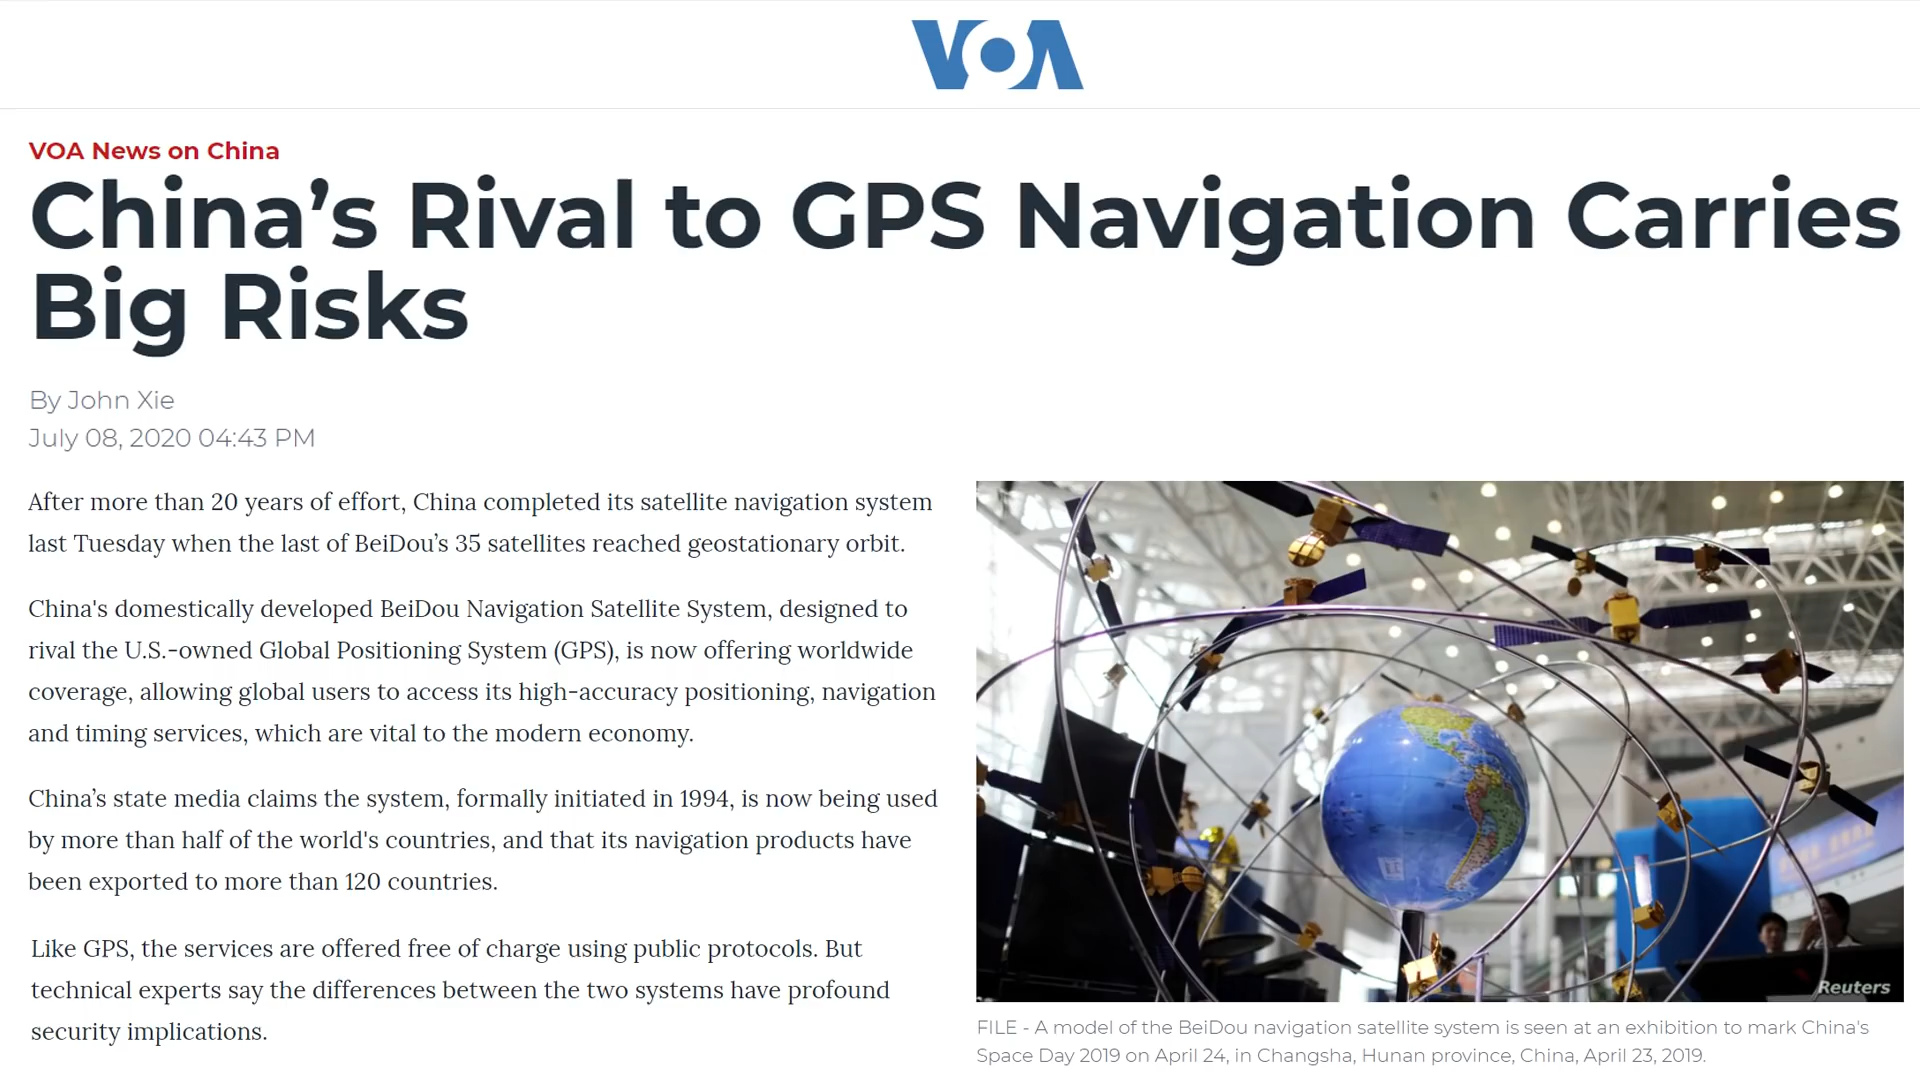 VOA
VOA News on China
China’s Rival to GPS Navigation Carries
Big Risks
By John Xie
July 08, 2020 04:43 PM
After more than 20 years of effort, China completed its satellite navigation system
last Tuesday when the last of BeiDou’s 35 satellites reached geostationary orbit.
China's domestically developed BeiDou Navigation Satellite System, designed to
rival the U.S.-owned Global Positioning System (GPS), is now offering worldwide
coverage, allowing global users to access its high-accuracy positioning, navigation
and timing services, which are vital to the modern economy.
China’s state media claims the system, formally initiated in 1994, is now being used
by more than half of the world's countries, and that its navigation products have
been exported to more than 120 countries.
Like GPS, the services are offered free of charge using public protocols. But
technical experts say the differences between the two systems have profound
security implications.
Reuters
FILE - A model of the BeiDou navigation satellite system is seen at an exhibition to mark China's
Space Day 2019 on April 24, in Changsha, Hunan province, China, April 23, 2019.